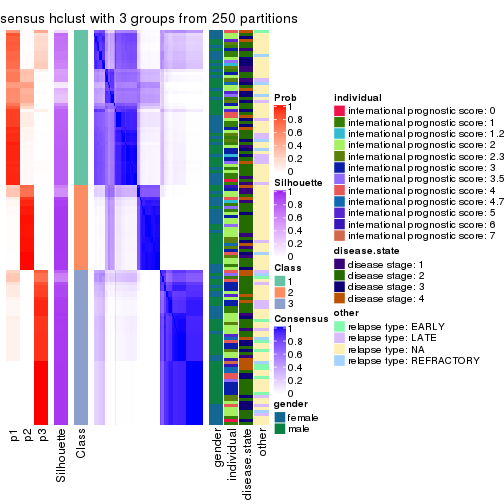 sensus hclust with 3 groups from 250 partitions
Prob
1
0.8
0.6
0.4
0.2
0
Silhouette
1
0.8
0.6
0.4
0.2
0
Class
1
2
3
Consensus
1
0.8
0.6
0.4
0.2
0
gender
female
male
individual
international prognostic score: 0
international prognostic score: 1
international prognostic score: 1.2
international prognostic score: 2
international prognostic score: 2.3
international prognostic score: 3
international prognostic score: 3.5
international prognostic score: 4
international prognostic score: 4.7
international prognostic score: 5
international prognostic score: 6
international prognostic score: 7
disease.state
disease stage: 1
disease stage: 2
disease stage: 3
disease stage: 4
other
relapse type: EARLY
relapse type: LATE
relapse type: NA
relapse type: REFRACTORY
p1
p2
p3
Silhouette
Class
gender
individual
disease.state
other